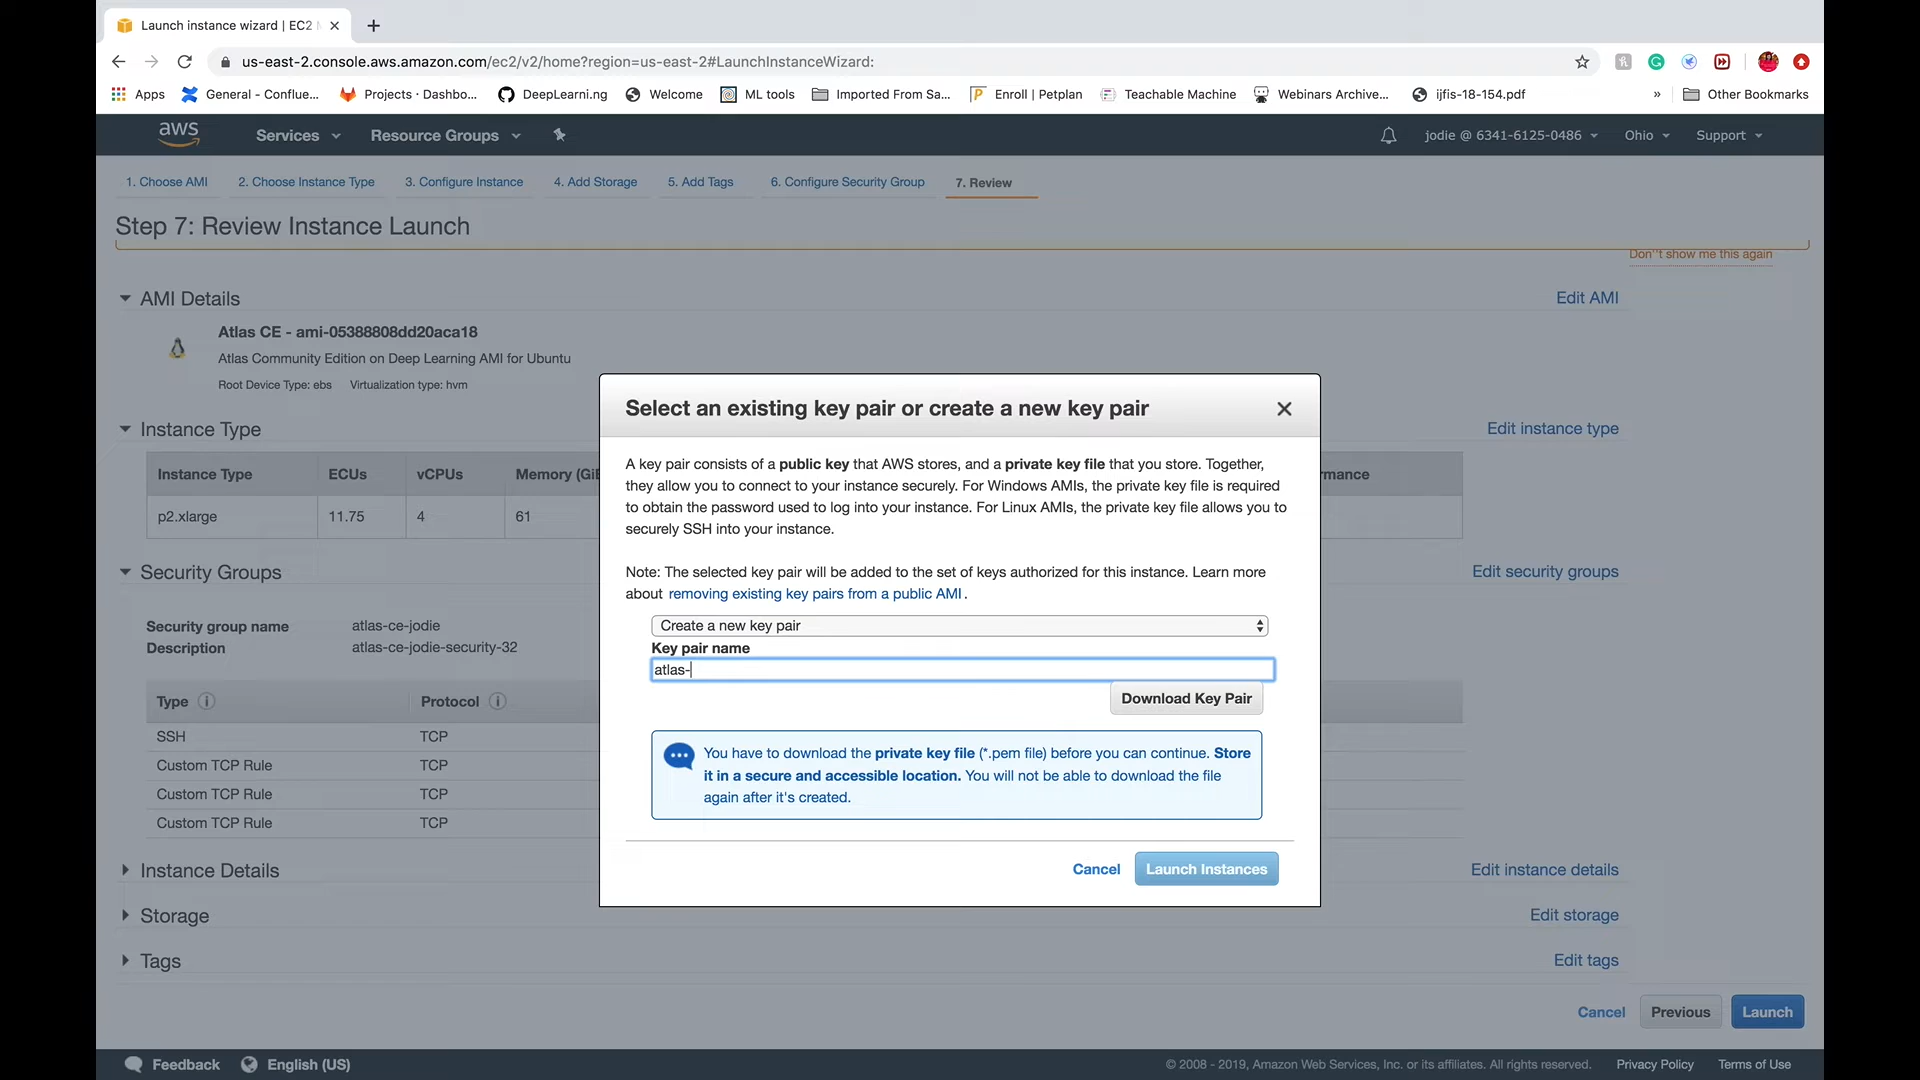 Launch instance wizard | EC2
us-east-2.console.aws.amazon.com/ec2/v2/home?region=us-east-2#LaunchInstanceWizard:
Apps General - Conflue... Projects · Dashbo... DeepLearni.ng Welcome ML tools Imported From Sa... Enroll | Petplan Teachable Machine Webinars Archive... ijfis-18-154.pdf » Other Bookmarks
aws Services Resource Groups jodie @ 6341-6125-0486 Ohio Support
1. Choose AMI 2. Choose Instance Type 3. Configure Instance 4. Add Storage 5. Add Tags 6. Configure Security Group 7. Review
Step 7: Review Instance Launch
Don''t show me this again
AMI Details Edit AMI
Atlas CE - ami-05388808dd20aca18
Atlas Community Edition on Deep Learning AMI for Ubuntu
Root Device Type: ebs Virtualization type: hvm
Instance Type Edit instance type
Instance Type ECUs vCPUs Memory (GiB rmance
p2.xlarge 11.75 4 61
Security Groups Edit security groups
Security group name atlas-ce-jodie
Description atlas-ce-jodie-security-32
Type Protocol
SSH TCP
Custom TCP Rule TCP
Custom TCP Rule TCP
Custom TCP Rule TCP
Instance Details Edit instance details
Storage Edit storage
Tags Edit tags
Select an existing key pair or create a new key pair
A key pair consists of a public key that AWS stores, and a private key file that you store. Together,
they allow you to connect to your instance securely. For Windows AMIs, the private key file is required
to obtain the password used to log into your instance. For Linux AMIs, the private key file allows you to
securely SSH into your instance.
Note: The selected key pair will be added to the set of keys authorized for this instance. Learn more
about removing existing key pairs from a public AMI .
Create a new key pair
Key pair name
atlas-
Download Key Pair
You have to download the private key file (*.pem file) before you can continue. Store
it in a secure and accessible location. You will not be able to download the file
again after it's created.
Cancel Launch Instances
Cancel Previous Launch
Feedback English (US) © 2008 - 2019, Amazon Web Services, Inc. or its affiliates. All rights reserved. Privacy Policy Terms of Use